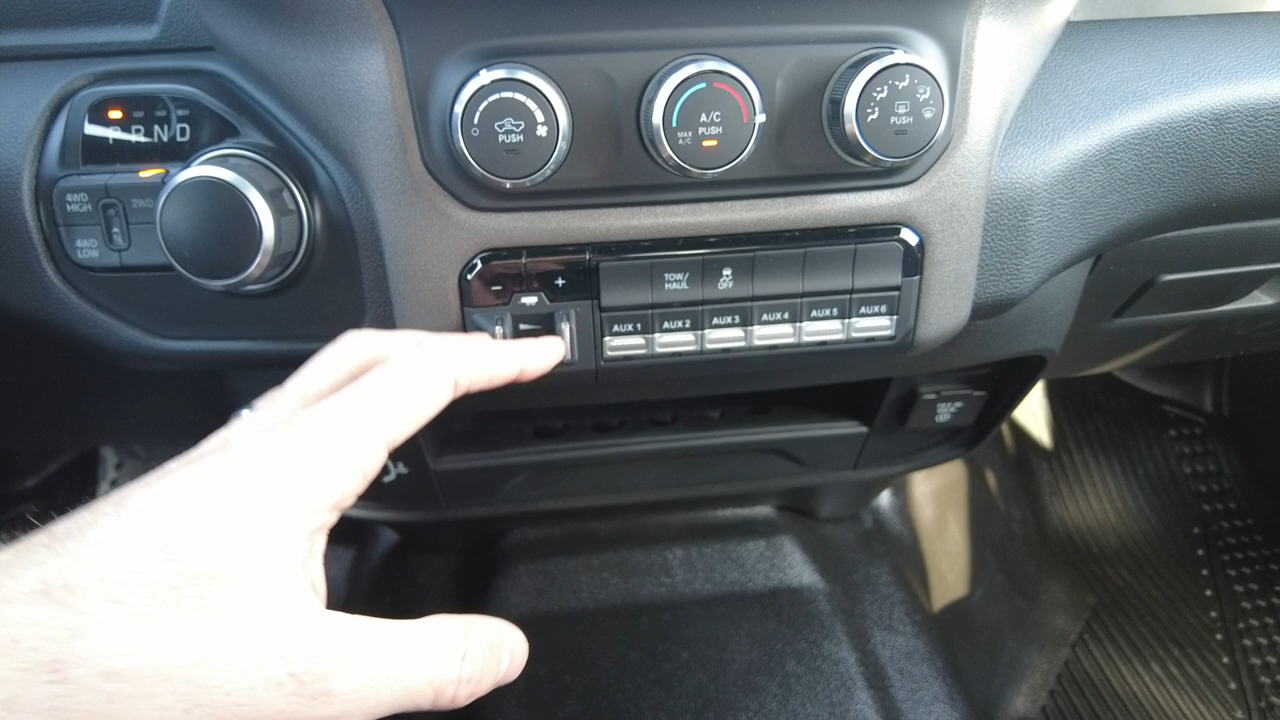 P R N D
4WD
HIGH
2WD
4WD
LOW
PUSH
A/C
PUSH
MAX
A/C
PUSH
- +
TOW/
HAUL
OFF
AUX 1 AUX 2 AUX 3 AUX 4 AUX 5 AUX 6